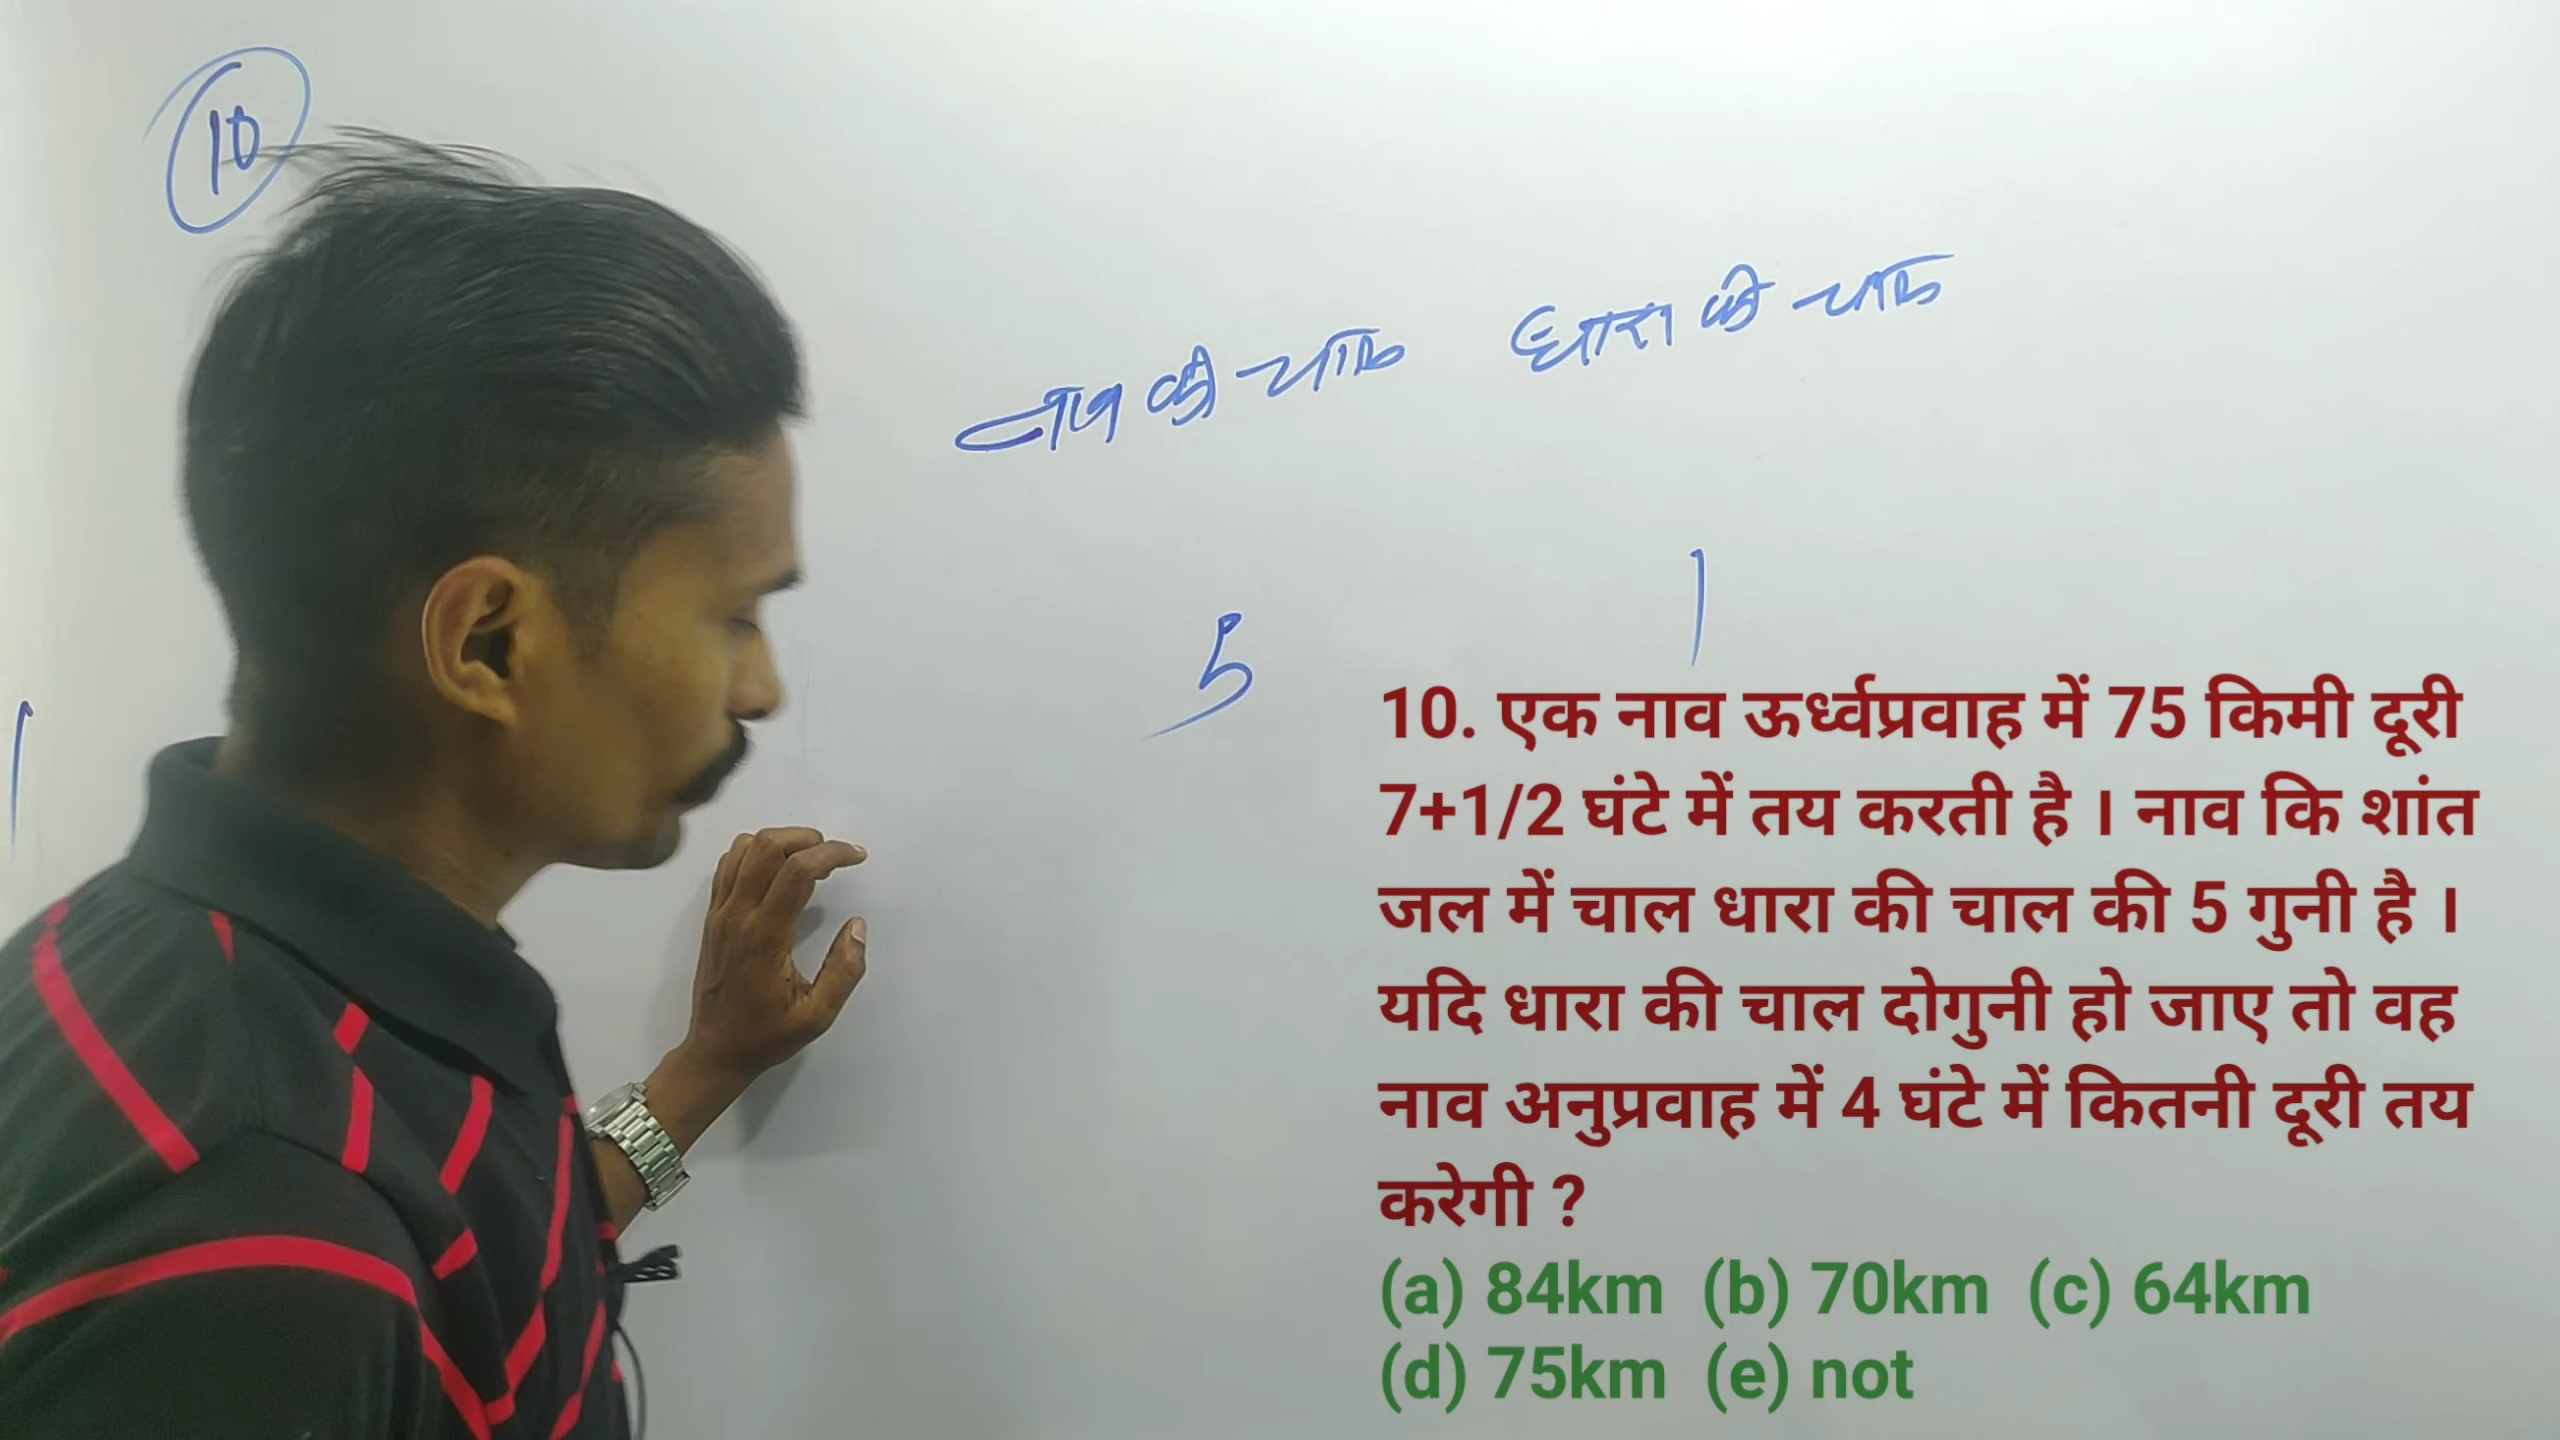 10
नाव की चाल धारा की चाल
5 1
1
10. एक नाव ऊर्ध्वप्रवाह में 75 किमी दूरी
7+1/2 घंटे में तय करती है । नाव कि शांत
जल में चाल धारा की चाल की 5 गुनी है ।
यदि धारा की चाल दोगुनी हो जाए तो वह
नाव अनुप्रवाह में 4 घंटे में कितनी दूरी तय
करेगी ?
(a) 84km (b) 70km (c) 64km
(d) 75km (e) not